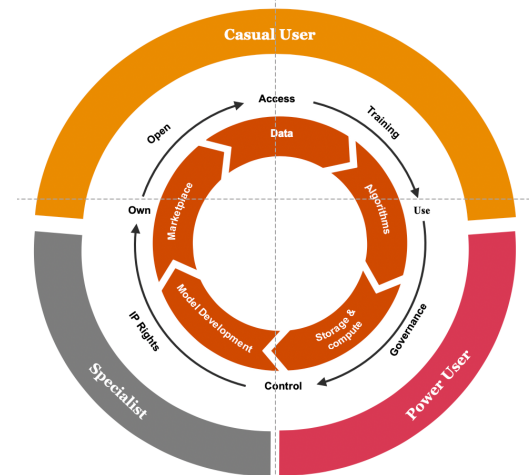 Casual User
Access
Open
Training
Data
Marketplace
Algorithms
Own
Use
Model Development
Storage &
compute
IP Rights
Governance
Control
Specialist
Power User